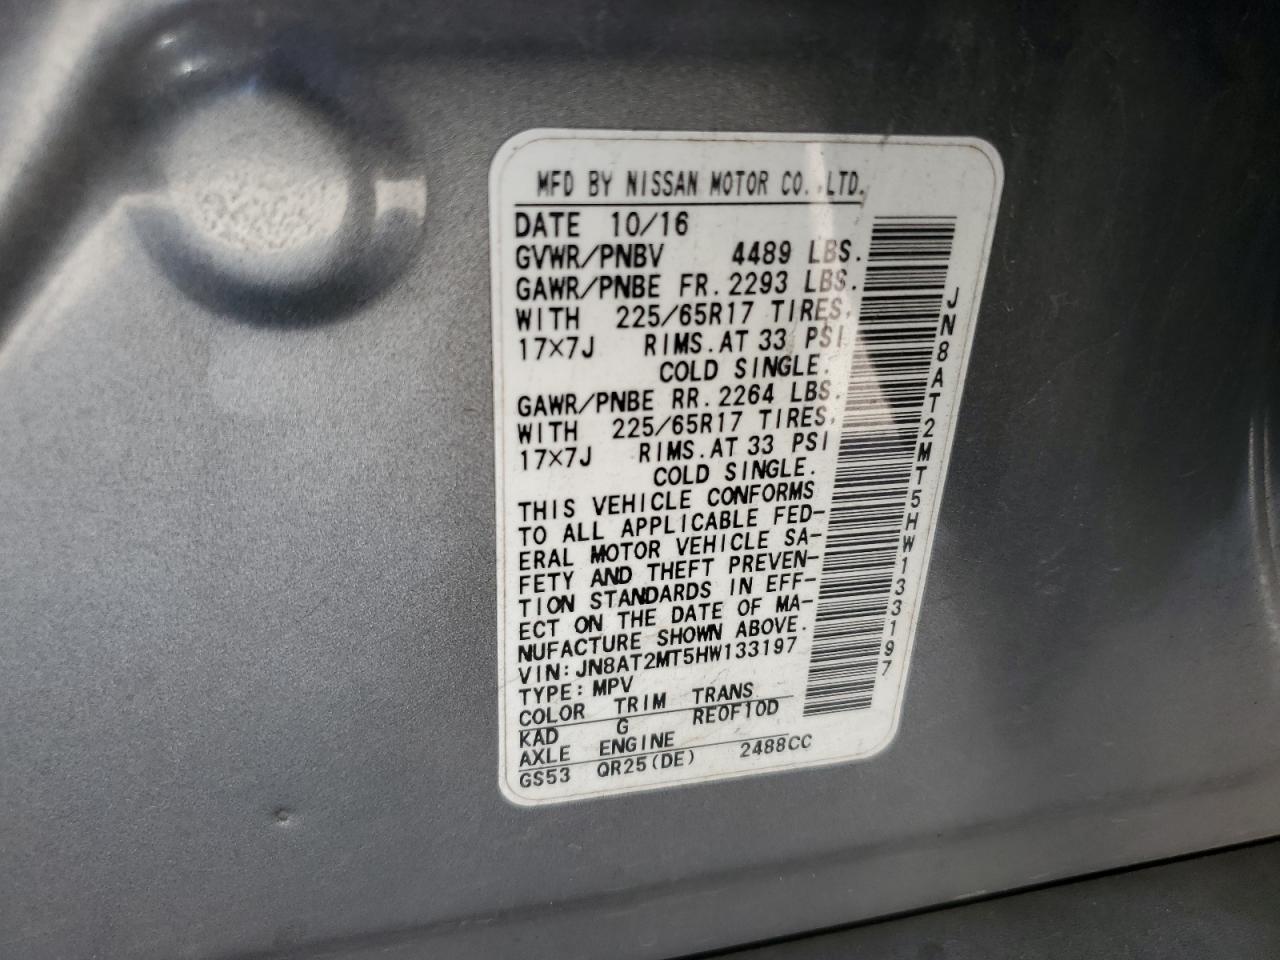 MFD BY NISSAN MOTOR CO.,LTD.
DATE 10/16
GVWR/PNBV 4489 LBS.
GAWR/PNBE FR. 2293 LBS.
WITH 225/65R17 TIRES,
17×7J RIMS. AT 33 PSI
COLD SINGLE.
GAWR/PNBE RR. 2264 LBS.
WITH 225/65R17 TIRES,
17×7J RIMS. AT 33 PSI
COLD SINGLE.
THIS VEHICLE CONFORMS
TO ALL APPLICABLE FED-
ERAL MOTOR VEHICLE SA-
FETY AND THEFT PREVEN-
TION STANDARDS IN EFF-
ECT ON THE DATE OF MA-
NUFACTURE SHOWN ABOVE.
VIN: JN8AT2MT5HW133197
TYPE: MPV
COLOR TRIM TRANS
KAD G RE0F10D
AXLE ENGINE
GS53 QR25(DE) 2488CC
JN8AT2MT5HW133197